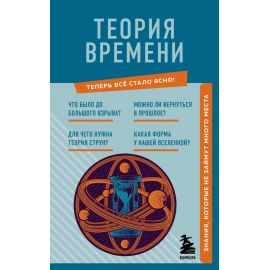 ТЕОРИЯ
ВРЕМЕНИ
ТЕПЕРЬ ВСЁ СТАЛО ЯСНО!
ЧТО БЫЛО ДО
БОЛЬШОГО ВЗРЫВА?
МОЖНО ЛИ ВЕРНУТЬСЯ
В ПРОШЛОЕ?
ДЛЯ ЧЕГО НУЖНА
ТЕОРИЯ СТРУН?
КАКАЯ ФОРМА
У НАШЕЙ ВСЕЛЕННОЙ?
ЗНАНИЯ, КОТОРЫЕ НЕ ЗАЙМУТ МНОГО МЕСТА
БОМБОРА